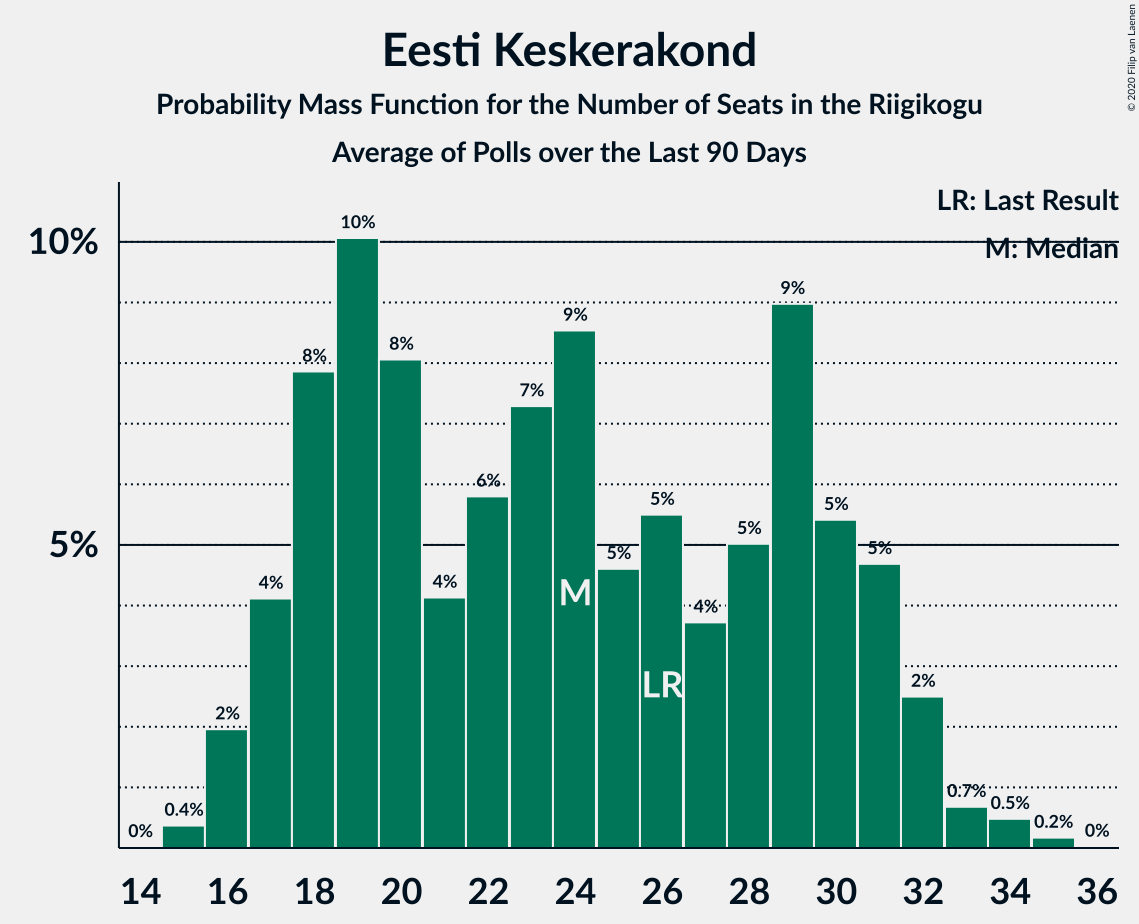 Eesti Keskerakond
Probability Mass Function for the Number of Seats in the Riigikogu
Average of Polls over the Last 90 Days
© 2020 Filip van Laenen
LR: Last Result
M: Median
10%
5%
0%
0.4%
2%
4%
8%
10%
8%
4%
6%
7%
9%
5%
5%
4%
5%
9%
5%
5%
2%
0.7%
0.5%
0.2%
0%
M
LR
14 16 18 20 22 24 26 28 30 32 34 36